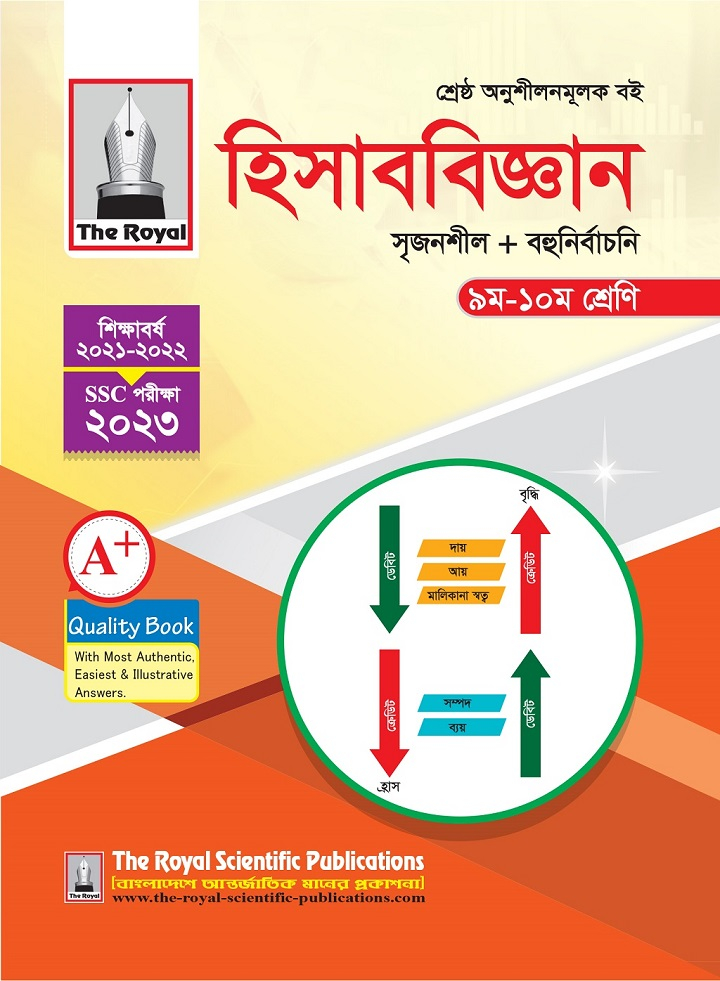 The Royal
শ্রেষ্ঠ অনুশীলনমূলক বই
হিসাববিজ্ঞান
সৃজনশীল + বহুনির্বাচনি
৯ম-১০ম শ্রেণি
শিক্ষাবর্ষ
২০২১-২০২২
SSC পরীক্ষা
২০২৩
A+
Quality Book
With Most Authentic,
Easiest & Illustrative
Answers.
বৃদ্ধি
ডেবিট
দায়
আয়
মালিকানা স্বত্ব
ক্রেডিট
ক্রেডিট
সম্পদ
ব্যয়
ডেবিট
হ্রাস
The Royal
The Royal Scientific Publications
[বাংলাদেশে আন্তর্জাতিক মানের প্রকাশনা]
www.the-royal-scientific-publications.com